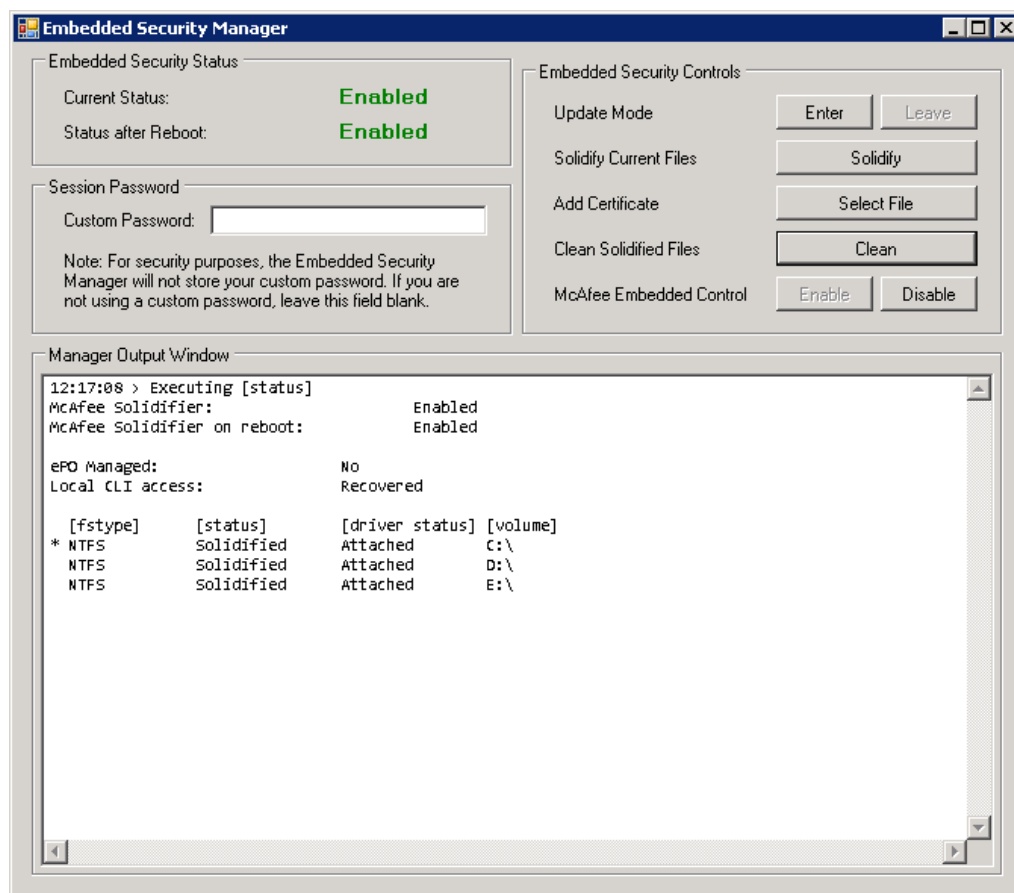 Embedded Security Manager
Embedded Security Status
Current Status: Enabled
Status after Reboot: Enabled
Session Password
Custom Password:
Note: For security purposes, the Embedded Security
Manager will not store your custom password. If you are
not using a custom password, leave this field blank.
Embedded Security Controls
Update Mode Enter Leave
Solidify Current Files Solidify
Add Certificate Select File
Clean Solidified Files Clean
McAfee Embedded Control Enable Disable
Manager Output Window
12:17:08 > Executing [status]
McAfee Solidifier: Enabled
McAfee Solidifier on reboot: Enabled
ePO Managed: No
Local CLI access: Recovered
[fstype] [status] [driver status] [volume]
* NTFS Solidified Attached C:\
NTFS Solidified Attached D:\
NTFS Solidified Attached E:\